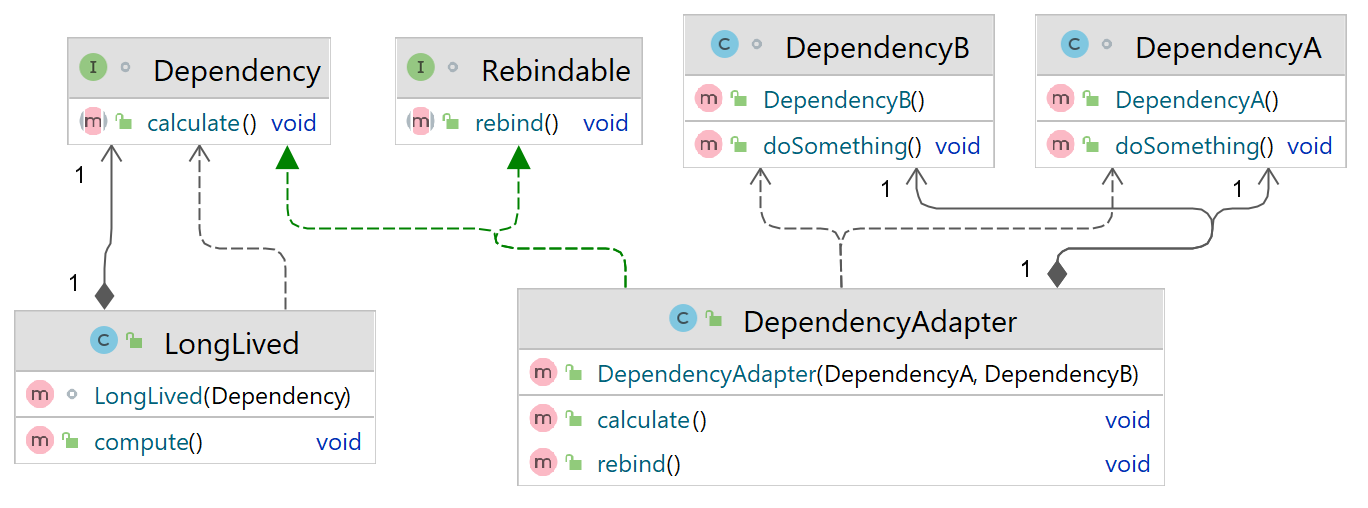 I Dependency
m calculate() void
I Rebindable
m rebind() void
C DependencyB
m DependencyB()
m doSomething() void
C DependencyA
m DependencyA()
m doSomething() void
1
1
1
1
1
C LongLived
m LongLived(Dependency)
m compute() void
C DependencyAdapter
m DependencyAdapter(DependencyA, DependencyB)
m calculate() void
m rebind() void